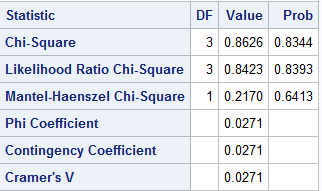 Statistic DF Value Prob
Chi-Square 3 0.8626 0.8344
Likelihood Ratio Chi-Square 3 0.8423 0.8393
Mantel-Haenszel Chi-Square 1 0.2170 0.6413
Phi Coefficient 0.0271
Contingency Coefficient 0.0271
Cramer's V 0.0271